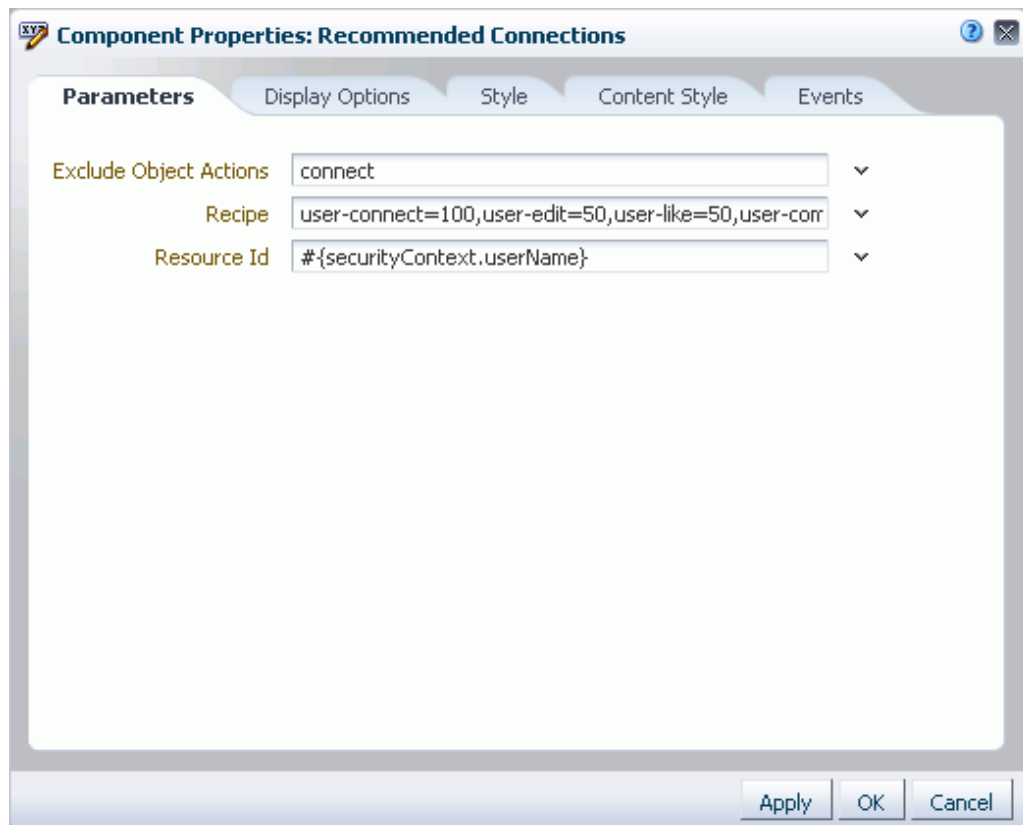 Component Properties: Recommended Connections
Parameters Display Options Style Content Style Events
Exclude Object Actions connect
Recipe user-connect=100,user-edit=50,user-like=50,user-com
Resource Id #{securityContext.userName}
Apply OK Cancel